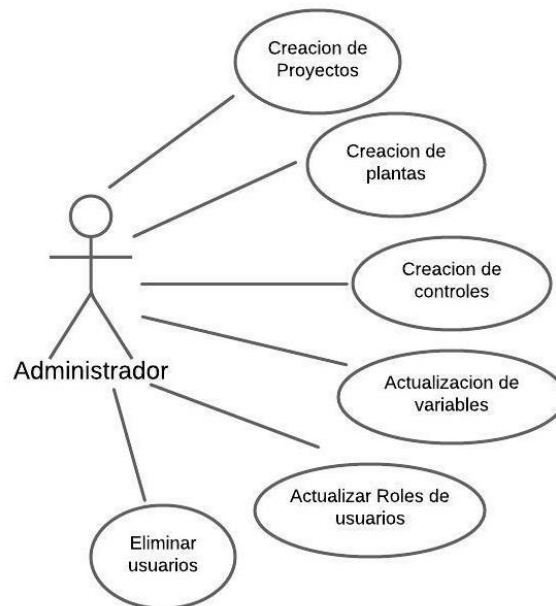 Creacion de
Proyectos
Creacion de
plantas
Creacion de
controles
Administrador
Actualizacion de
variables
Actualizar Roles de
usuarios
Eliminar
usuarios